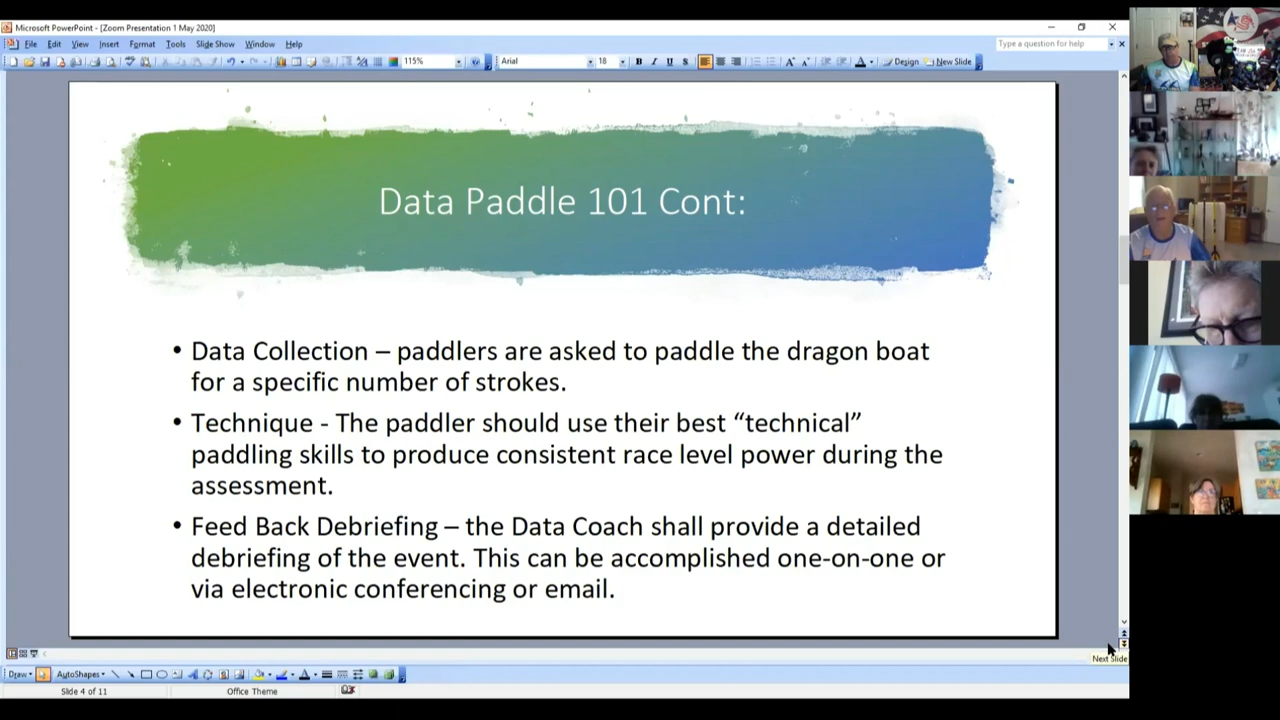 Microsoft PowerPoint - [Zoom Presentation 1 May 2020]
File Edit View Insert Format Tools Slide Show Window Help
Type a question for help
115%
Arial
18
B I U S
Design
New Slide
Data Paddle 101 Cont:
• Data Collection – paddlers are asked to paddle the dragon boat
for a specific number of strokes.
• Technique - The paddler should use their best “technical”
paddling skills to produce consistent race level power during the
assessment.
• Feed Back Debriefing – the Data Coach shall provide a detailed
debriefing of the event. This can be accomplished one-on-one or
via electronic conferencing or email.
Next Slide
Draw
AutoShapes
Slide 4 of 11
Office Theme